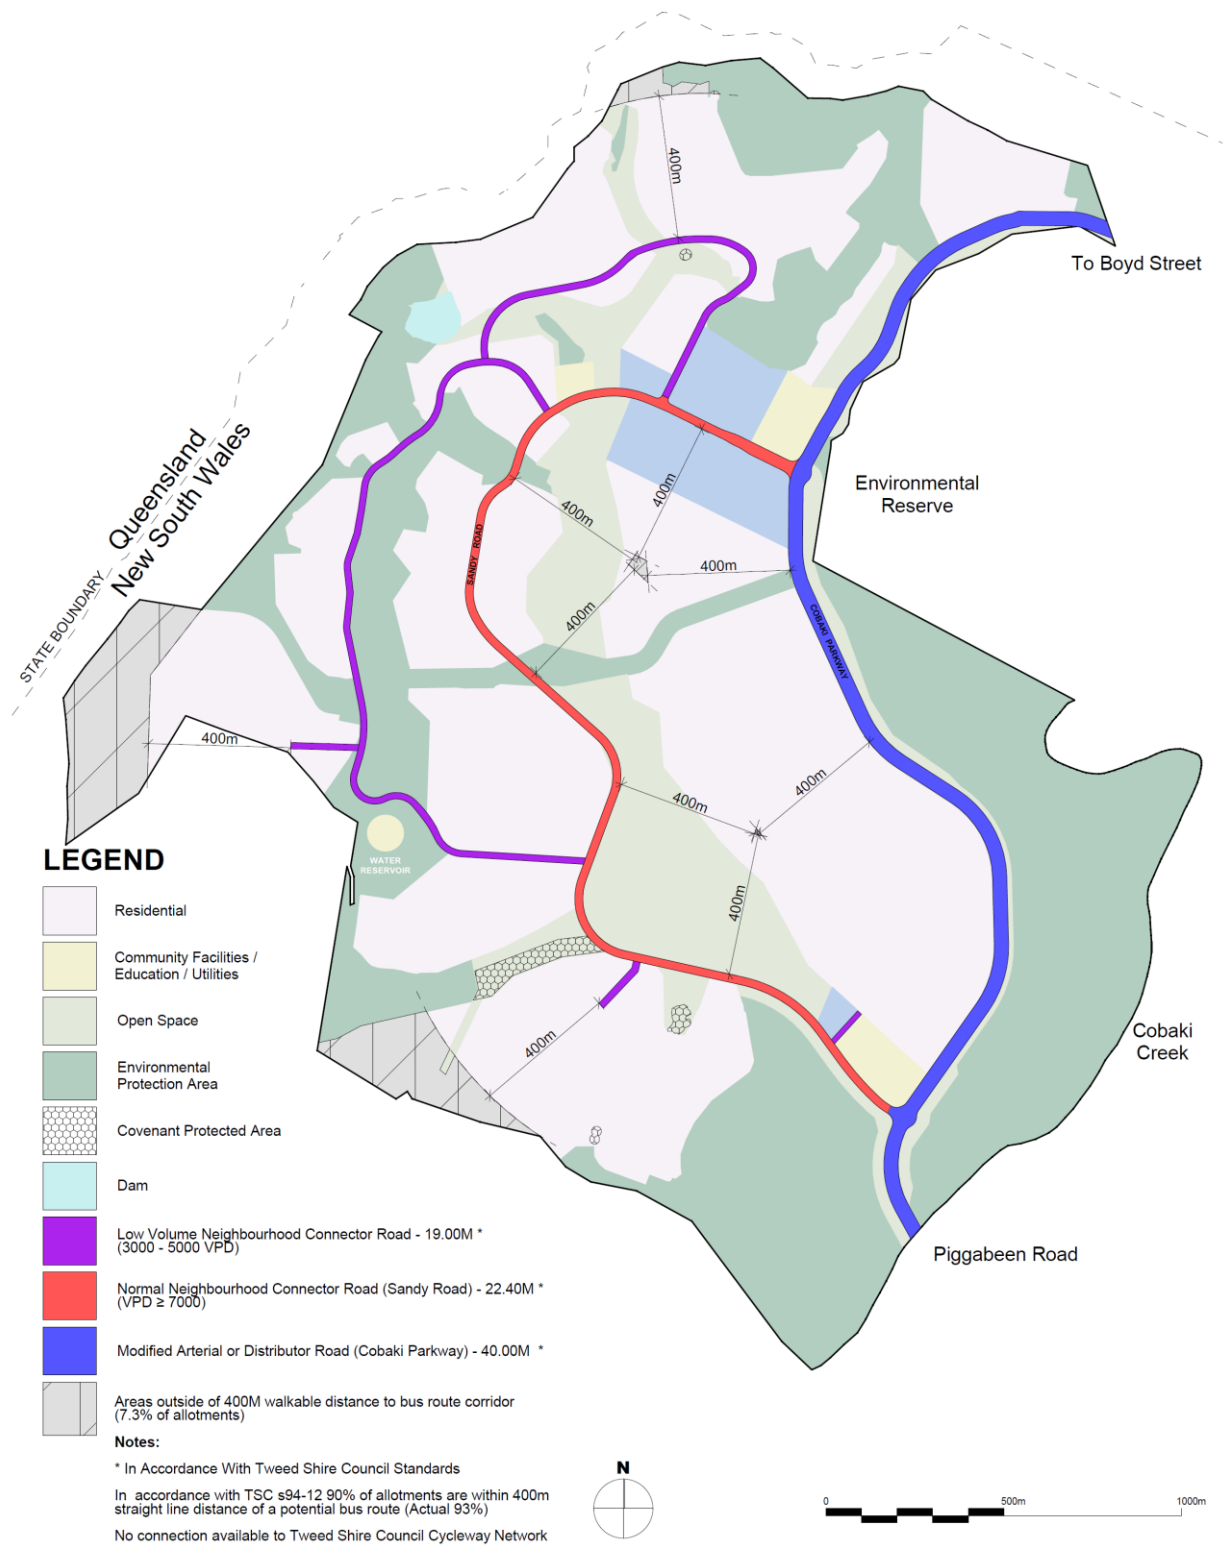 To Boyd Street
400m
Queensland
New South Wales
STATE BOUNDARY
Environmental
Reserve
400m
400m
SANDY ROAD
400m
400m
COBAKI PARKWAY
400m
400m
400m
WATER
RESERVOIR
400m
400m
Cobaki
Creek
Piggabeen Road
LEGEND
Residential
Community Facilities /
Education / Utilities
Open Space
Environmental
Protection Area
Covenant Protected Area
Dam
Low Volume Neighbourhood Connector Road - 19.00M *
(3000 - 5000 VPD)
Normal Neighbourhood Connector Road (Sandy Road) - 22.40M *
(VPD ≥ 7000)
Modified Arterial or Distributor Road (Cobaki Parkway) - 40.00M *
Areas outside of 400M walkable distance to bus route corridor
(7.3% of allotments)
Notes:
* In Accordance With Tweed Shire Council Standards
In accordance with TSC s94-12 90% of allotments are within 400m
straight line distance of a potential bus route (Actual 93%)
No connection available to Tweed Shire Council Cycleway Network
N
0 500m 1000m